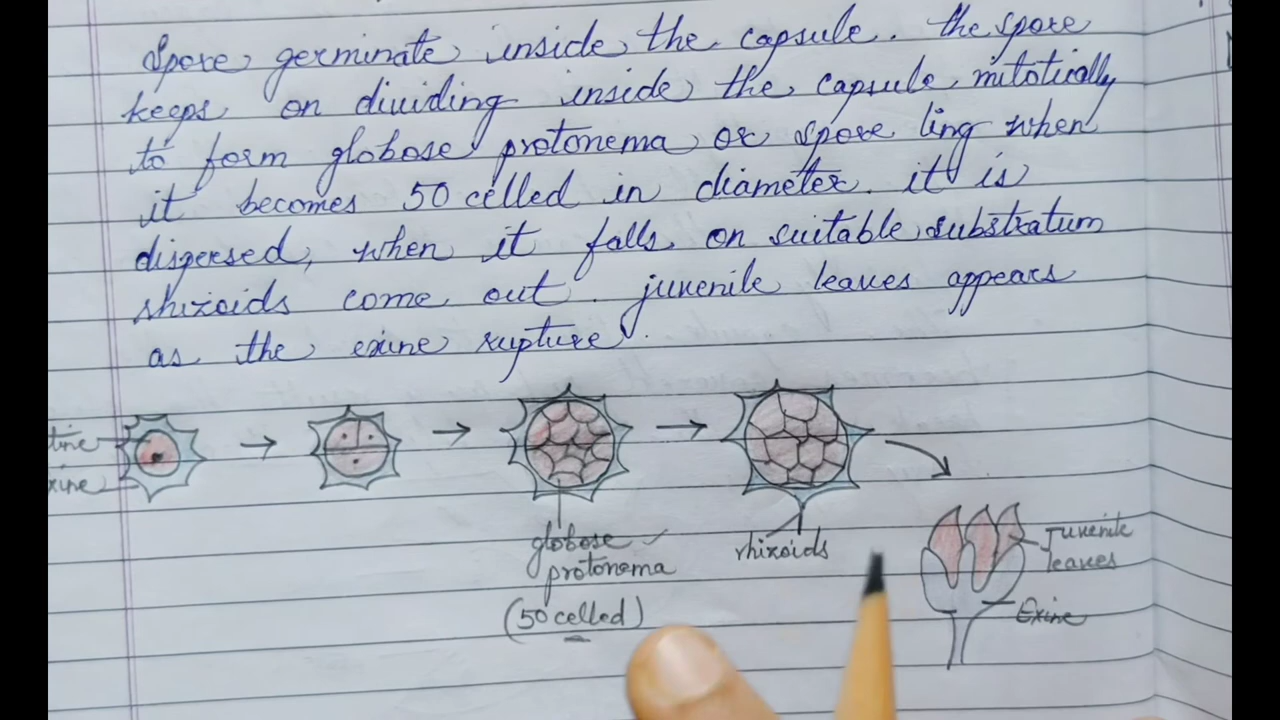 Spore germinate inside the capsule. the spore
keeps on dividing inside the capsule mitotically
to form globose protonema or spore ling when
it becomes 50 celled in diameter. it is
dispersed, when it falls on suitable substratum
rhizoids come out. juvenile leaves appears
as the exine rupture.
tine
xine
globose
protonema
(50 celled)
rhizoids
Juvenile
leaves
Exine